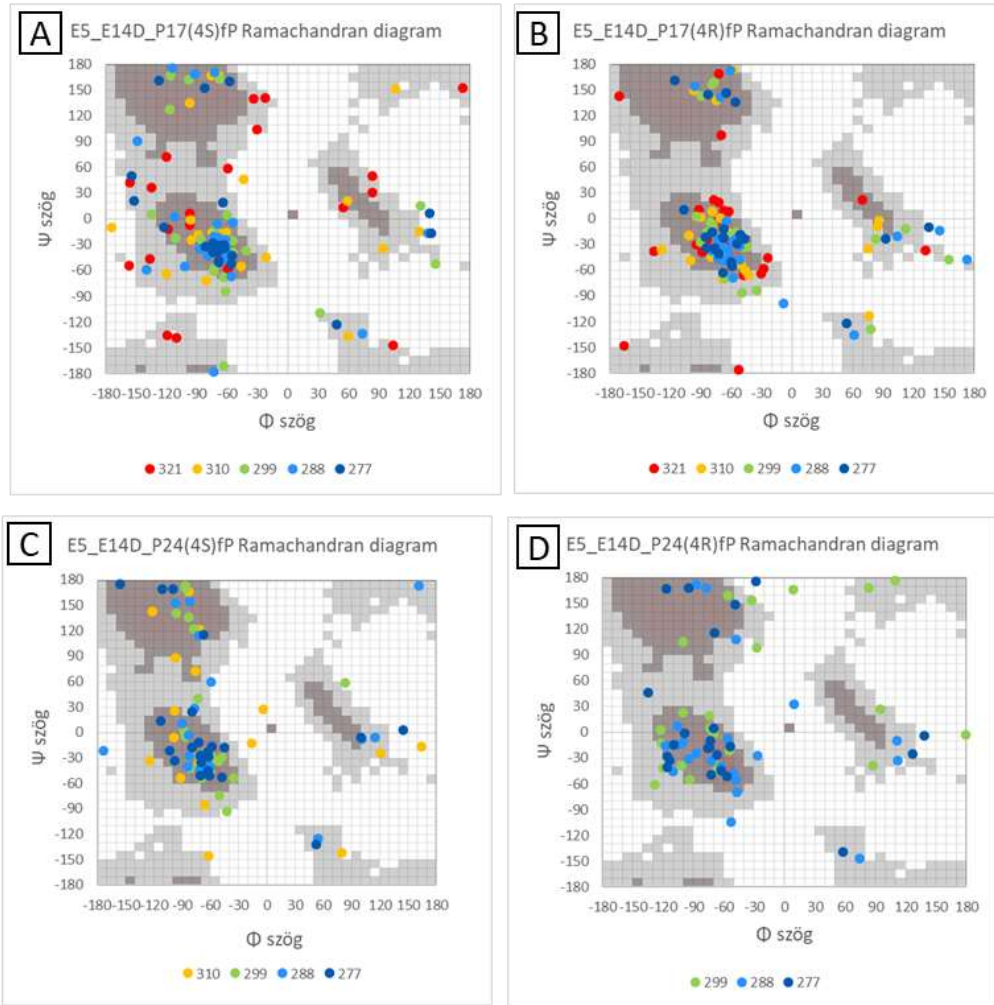 A
E5_E14D_P17(4S)fP Ramachandran diagram
180
150
120
90
60
30
0
-30
-60
-90
-120
-150
-180
Ψ szög
-180-150-120 -90 -60 -30 0 30 60 90 120 150 180
Φ szög
321 310 299 288 277
B
E5_E14D_P17(4R)fP Ramachandran diagram
180
150
120
90
60
30
0
-30
-60
-90
-120
-150
-180
Ψ szög
-180-150-120 -90 -60 -30 0 30 60 90 120 150 180
Φ szög
321 310 299 288 277
C
E5_E14D_P24(4S)fP Ramachandran diagram
180
150
120
90
60
30
0
-30
-60
-90
-120
-150
-180
Ψ szög
-180-150-120 -90 -60 -30 0 30 60 90 120 150 180
Φ szög
310 299 288 277
D
E5_E14D_P24(4R)fP Ramachandran diagram
180
150
120
90
60
30
0
-30
-60
-90
-120
-150
-180
Ψ szög
-180-150-120 -90 -60 -30 0 30 60 90 120 150 180
Φ szög
299 288 277